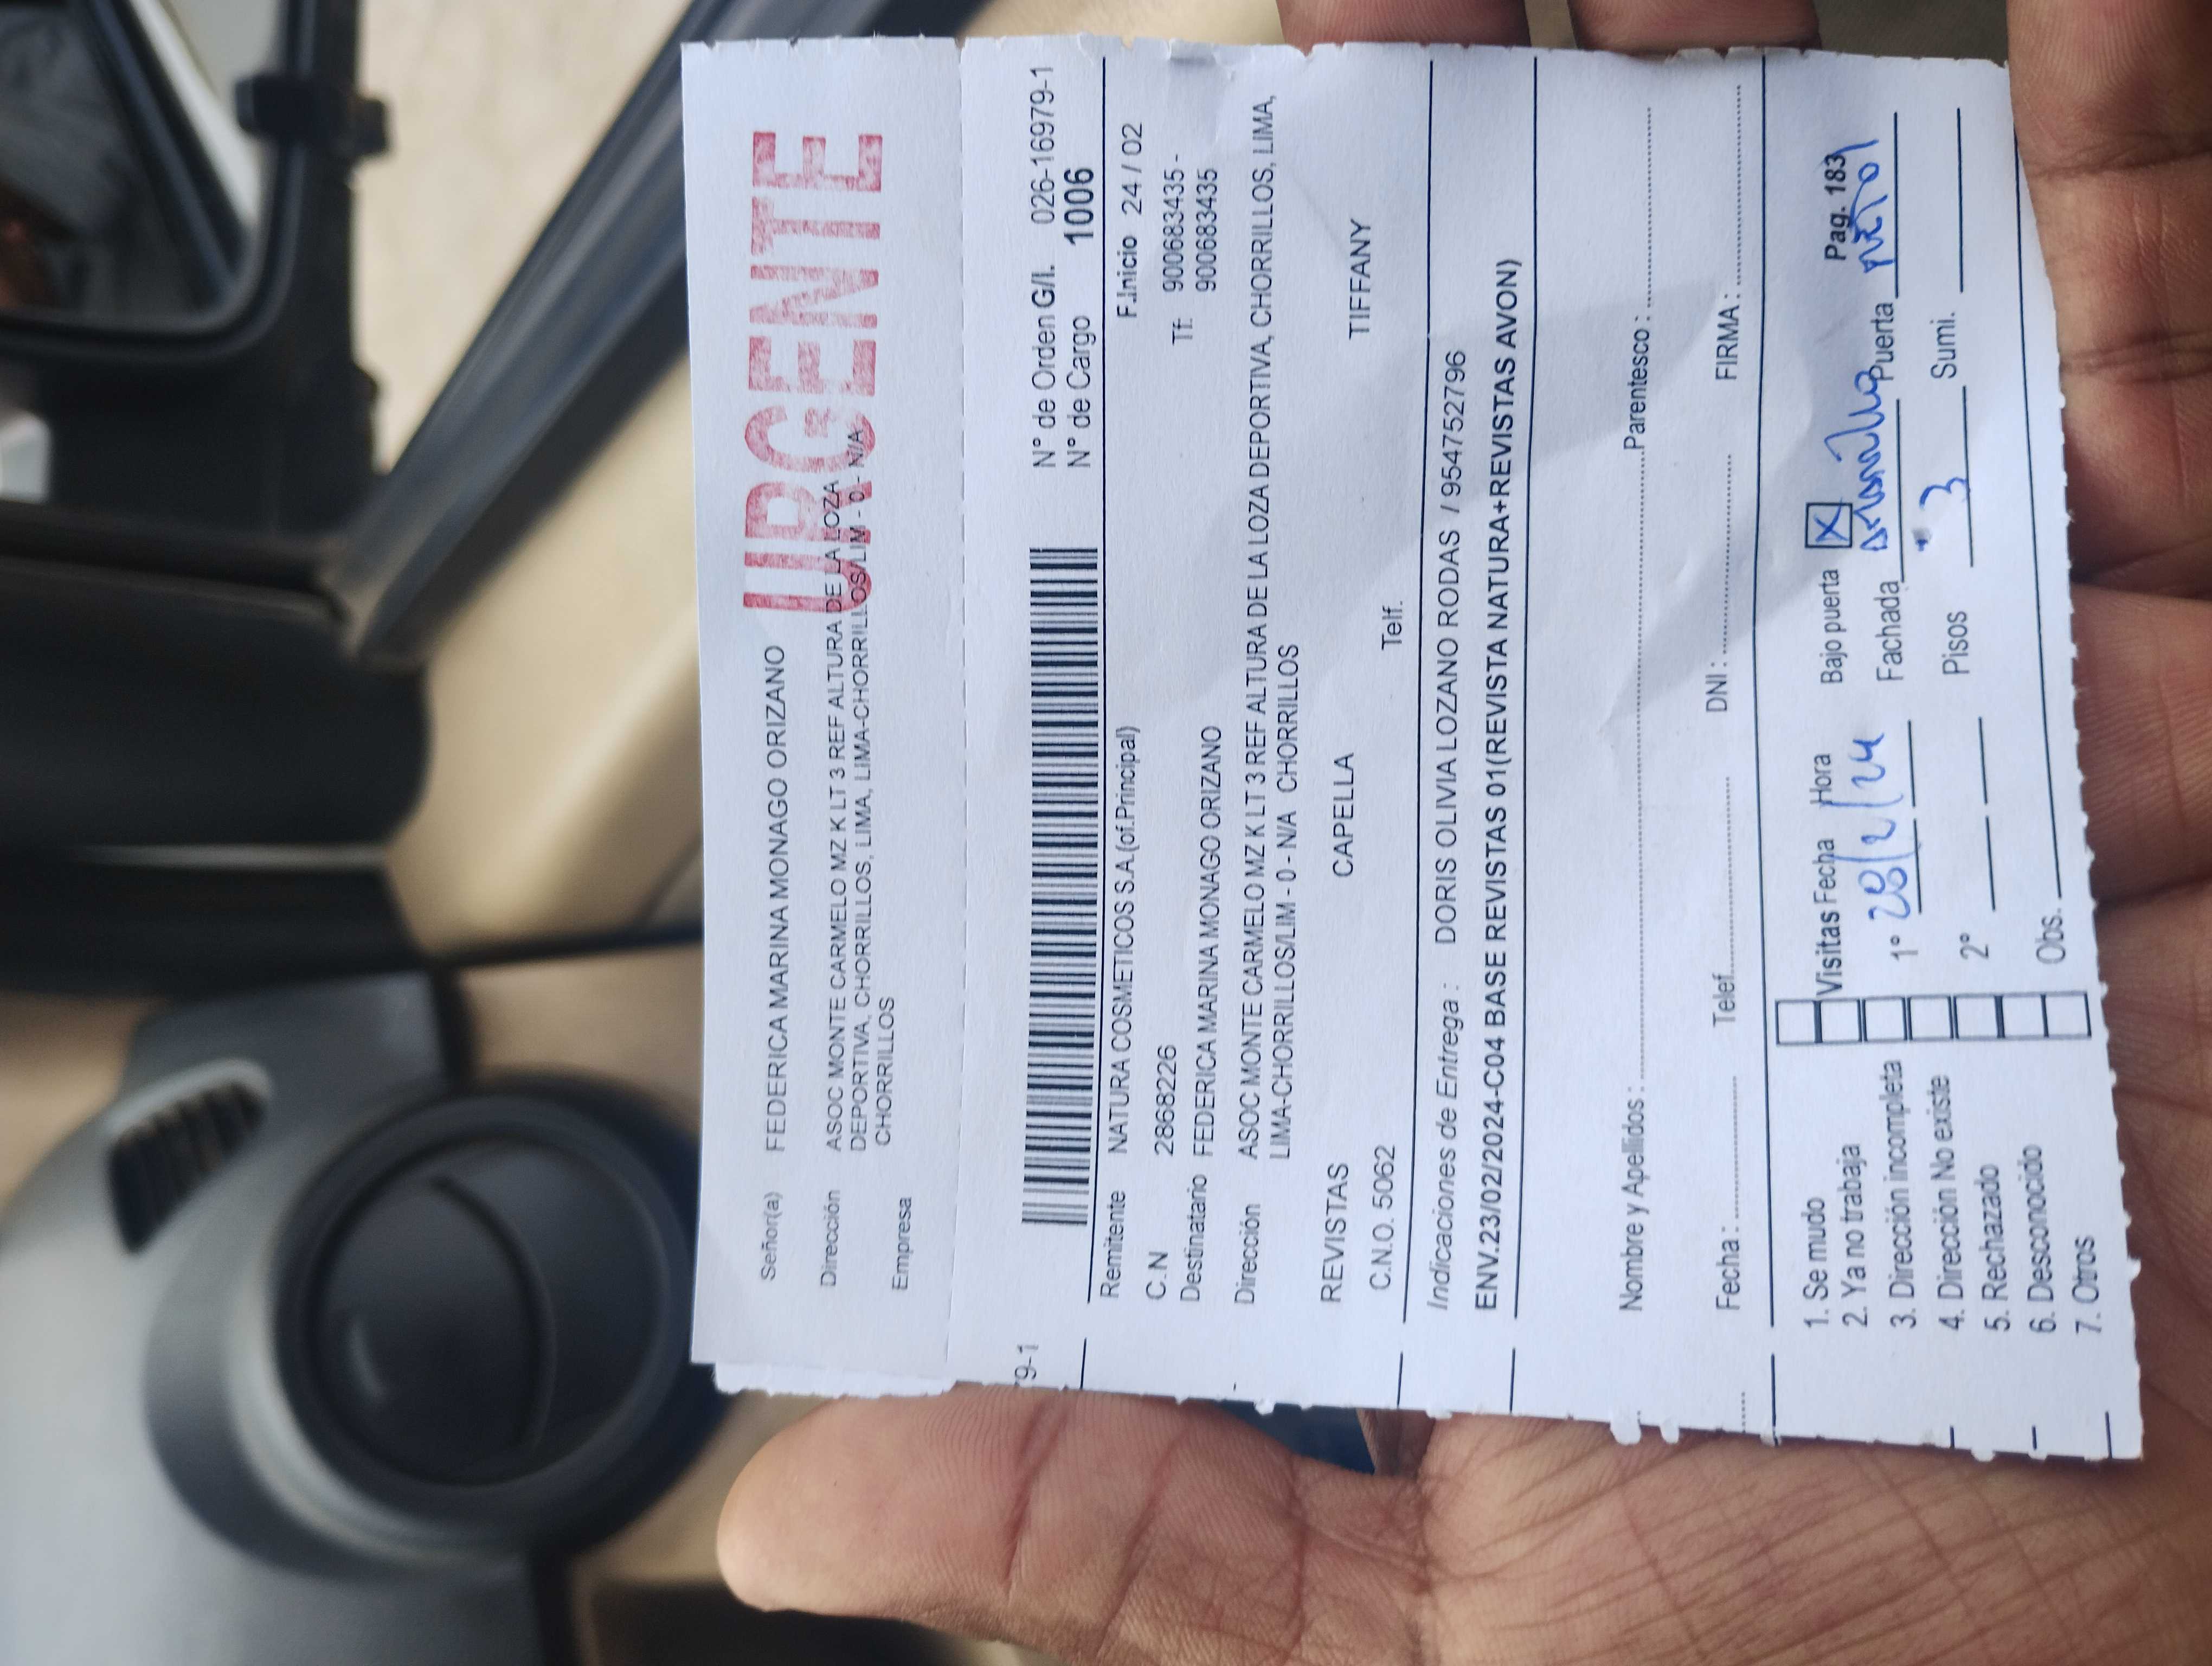 URGENTE
Señor(a) FEDERICA MARINA MONAGO ORIZANO
Dirección ASOC MONTE CARMELO MZ K LT 3 REF ALTURA DE LA LOZA
DEPORTIVA, CHORRILLOS, LIMA, LIMA-CHORRILLOS/LIM - 0 - N/A
CHORRILLOS
Empresa
79-1
N° de Orden G/I. 026-16979-1
N° de Cargo 1006
Remitente NATURA COSMETICOS S.A.(of.Principal) F.Inicio 24 / 02
C.N 28682226 Tf: 900683435 -
Destinatario FEDERICA MARINA MONAGO ORIZANO 900683435
Dirección ASOC MONTE CARMELO MZ K LT 3 REF ALTURA DE LA LOZA DEPORTIVA, CHORRILLOS, LIMA,
LIMA-CHORRILLOS/LIM - 0 - N/A CHORRILLOS
REVISTAS CAPELLA TIFFANY
C.N.O. 5062 Telf.
Indicaciones de Entrega : DORIS OLIVIA LOZANO RODAS / 954752796
ENV.23/02/2024-C04 BASE REVISTAS 01(REVISTA NATURA+REVISTAS AVON)
Nombre y Apellidos : Parentesco :
Fecha : Telef. DNI : FIRMA :
1. Se mudo
2. Ya no trabaja
3. Dirección incompleta
4. Dirección No existe
5. Rechazado
6. Desconocido
7. Otros
Visitas Fecha Hora Bajo puerta X Pag. 183
1° 28/2/24 Fachada Puerta
2° Pisos 3 Sumi.
Obs.